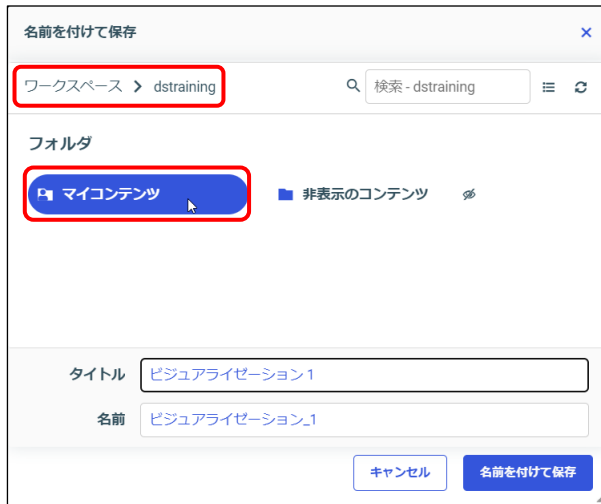 名前を付けて保存
ワークスペース dstraining
検索 - dstraining
フォルダ
マイコンテンツ
非表示のコンテンツ
タイトル ビジュアライゼーション 1
名前 ビジュアライゼーション_1
キャンセル 名前を付けて保存